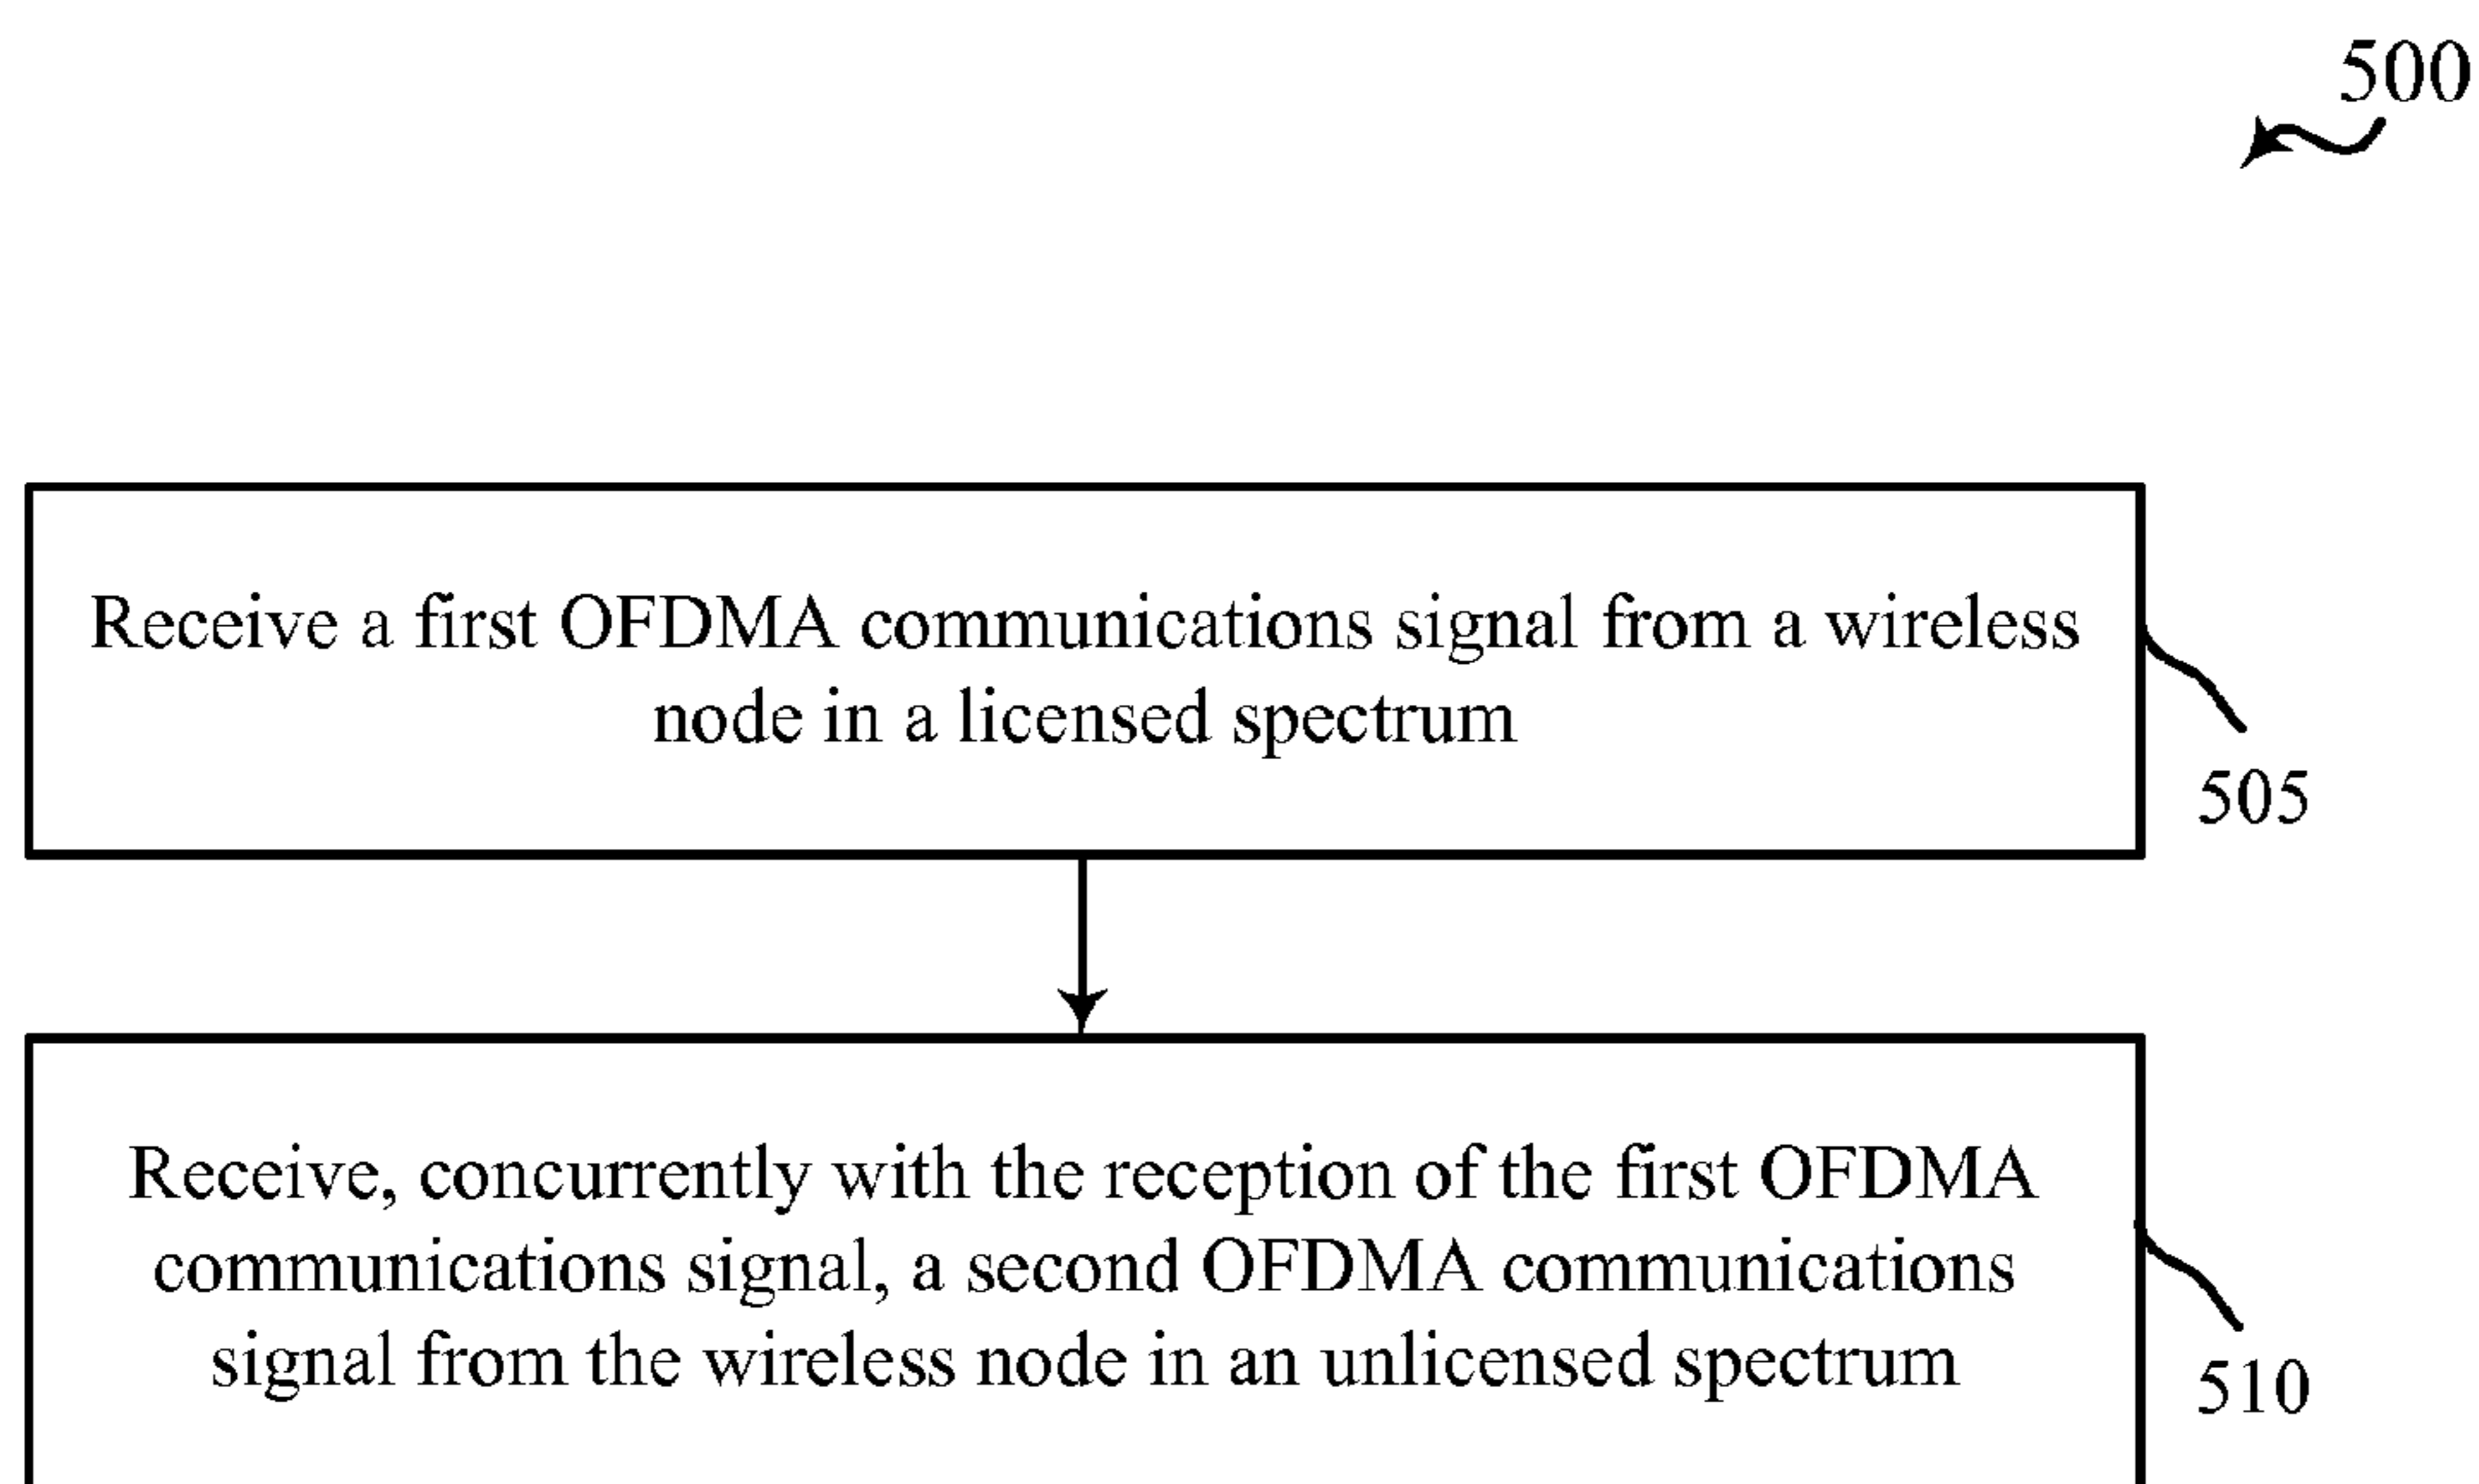 500
Receive a first OFDMA communications signal from a wireless
node in a licensed spectrum
505
Receive, concurrently with the reception of the first OFDMA
communications signal, a second OFDMA communications
signal from the wireless node in an unlicensed spectrum
510